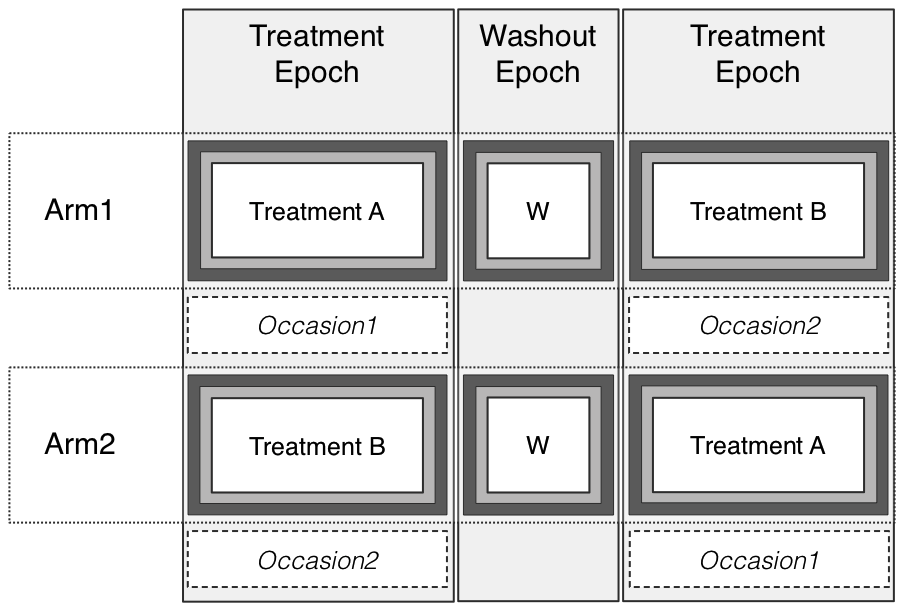 Treatment
Epoch
Washout
Epoch
Treatment
Epoch
Arm1
Treatment A
W
Treatment B
Occasion1
Occasion2
Arm2
Treatment B
W
Treatment A
Occasion2
Occasion1